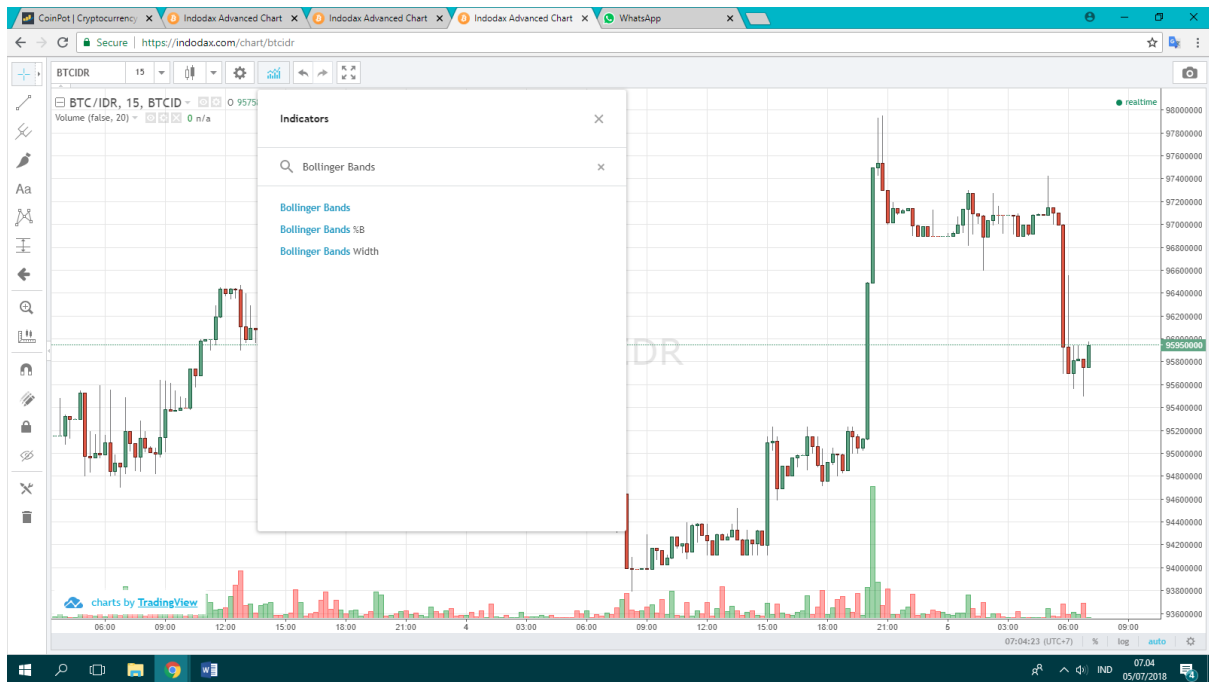 CoinPot | Cryptocurrency
Indodax Advanced Chart
Indodax Advanced Chart
Indodax Advanced Chart
WhatsApp
Secure | https://indodax.com/chart/btcidr
BTCIDR 15
BTC/IDR, 15, BTCID O 9575
Volume (false, 20) 0 n/a
realtime
Indicators
Bollinger Bands
Bollinger Bands
Bollinger Bands %B
Bollinger Bands Width
Aa
IDR
98000000
97800000
97600000
97400000
97200000
97000000
96800000
96600000
96400000
96200000
95950000
95800000
95600000
95400000
95200000
95000000
94800000
94600000
94400000
94200000
94000000
93800000
93600000
charts by TradingView
06:00 09:00 12:00 15:00 18:00 21:00 4 03:00 06:00 09:00 12:00 15:00 18:00 21:00 5 03:00 06:00 09:00
07:04:23 (UTC+7) % log auto
IND
07.04
05/07/2018
4